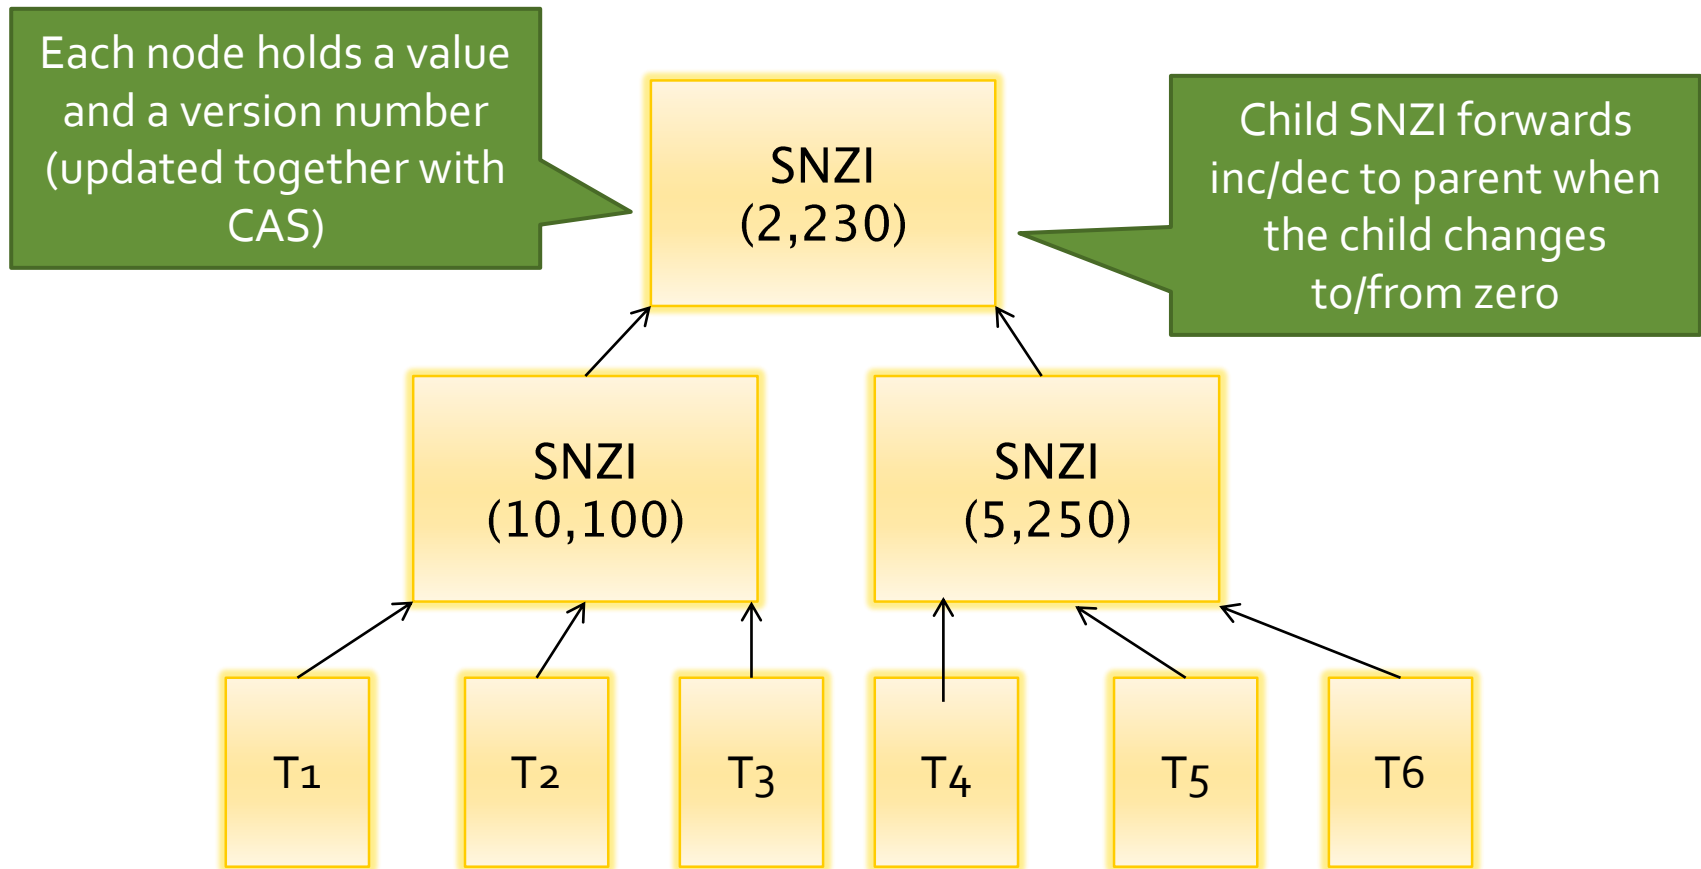 Each node holds a value
and a version number
(updated together with
CAS)
SNZI
(2,230)
Child SNZI forwards
inc/dec to parent when
the child changes
to/from zero
SNZI
(10,100)
SNZI
(5,250)
T1
T2
T3
T4
T5
T6